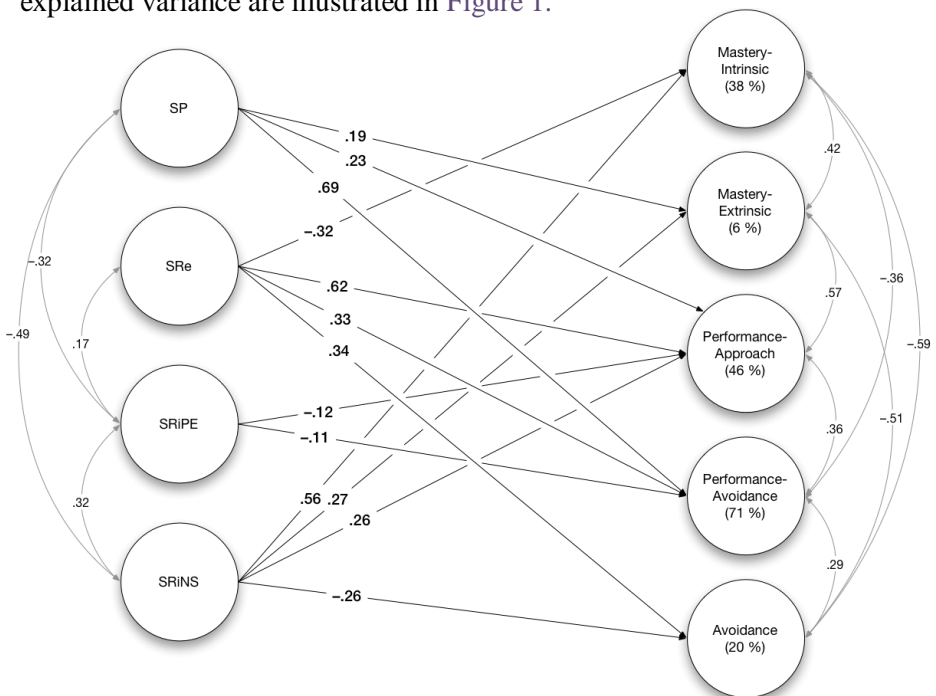 explained variance are illustrated in Figure 1.
Mastery-
Intrinsic
(38 %)
SP
.19
.23
.42
.69
Mastery-
Extrinsic
(6 %)
–.32
SRe
–.32
.62
–.36
.57
.33
–.49
.17
.34
Performance-
Approach
(46 %)
–.59
–.12
SRiPE
–.11
.36
–.51
Performance-
Avoidance
(71 %)
.32
.56
.27
.26
.29
SRiNS
–.26
Avoidance
(20 %)